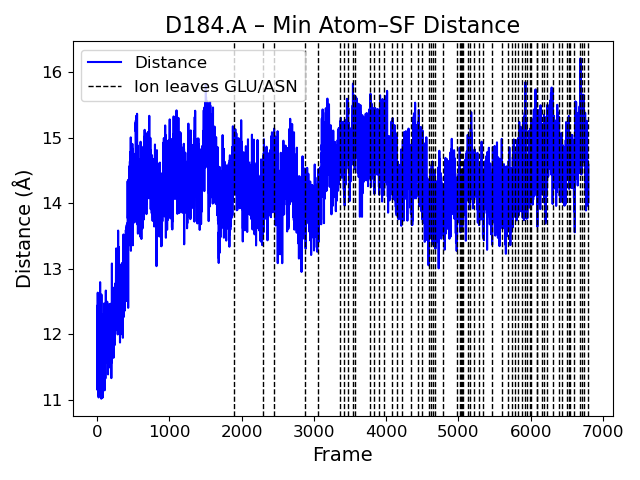 D184.A – Min Atom–SF Distance
Distance
Ion leaves GLU/ASN
Distance (Å)
16
15
14
13
12
11
0 1000 2000 3000 4000 5000 6000 7000
Frame